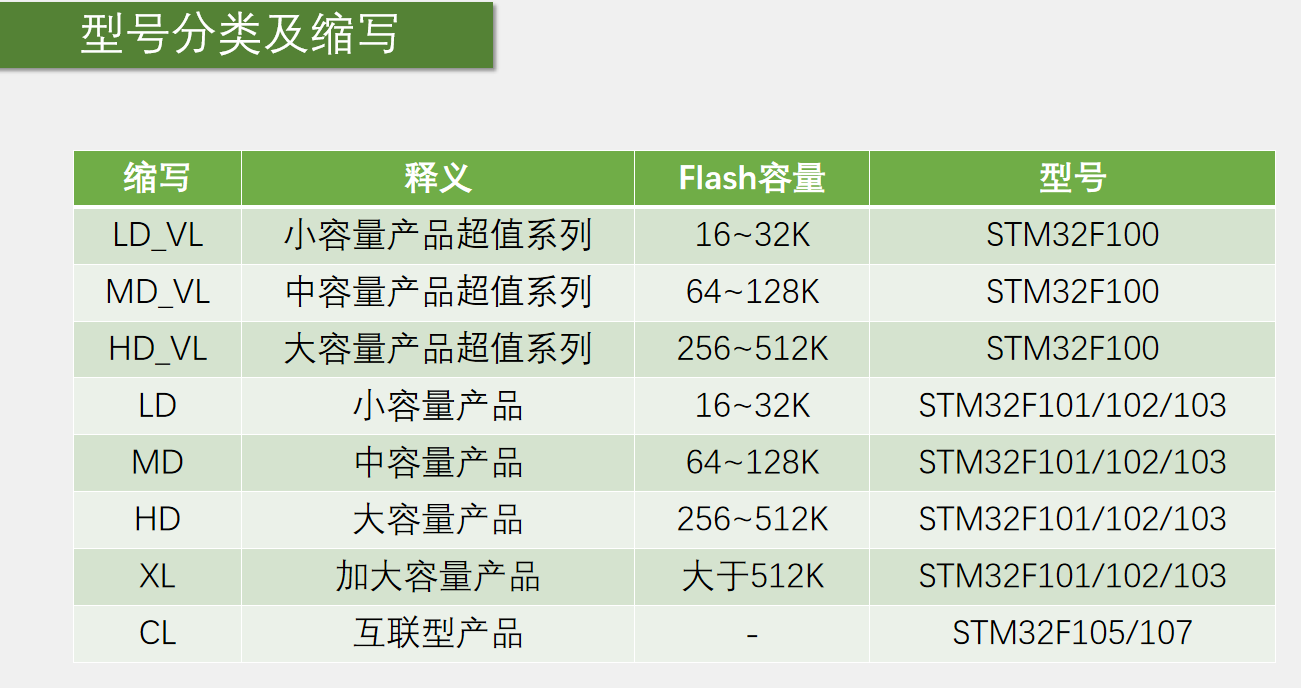 型号分类及缩写
缩写 释义 Flash容量 型号
LD_VL 小容量产品超值系列 16~32K STM32F100
MD_VL 中容量产品超值系列 64~128K STM32F100
HD_VL 大容量产品超值系列 256~512K STM32F100
LD 小容量产品 16~32K STM32F101/102/103
MD 中容量产品 64~128K STM32F101/102/103
HD 大容量产品 256~512K STM32F101/102/103
XL 加大容量产品 大于512K STM32F101/102/103
CL 互联型产品 - STM32F105/107